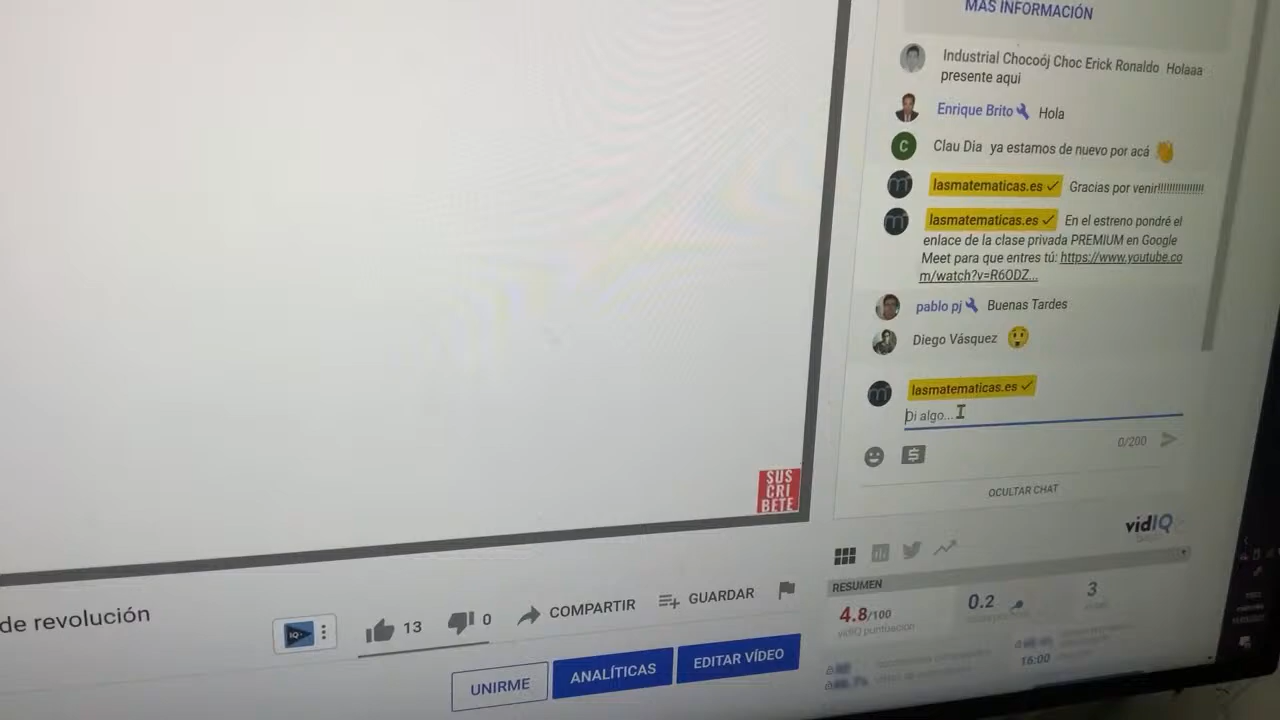 MÁS INFORMACIÓN
Industrial Chocoój Choc Erick Ronaldo Holaaa
presente aqui
Enrique Brito Hola
C
Clau Dia ya estamos de nuevo por acá
lasmatematicas.es Gracias por venir!!!!!!!!!!!!!!!!
lasmatematicas.es En el estreno pondré el
enlace de la clase privada PREMIUM en Google
Meet para que entres tú: https://www.youtube.co
m/watch?v=R6ODZ...
pablo pj Buenas Tardes
Diego Vásquez
lasmatematicas.es
Di algo...
0/200
OCULTAR CHAT
SUS
CRI
BETE
vidIQ
RESUMEN
4.8/100
vidIQ puntuación
0.2
3
16:00
de revolución
IQ
13
0
COMPARTIR
GUARDAR
UNIRME
ANALÍTICAS
EDITAR VÍDEO